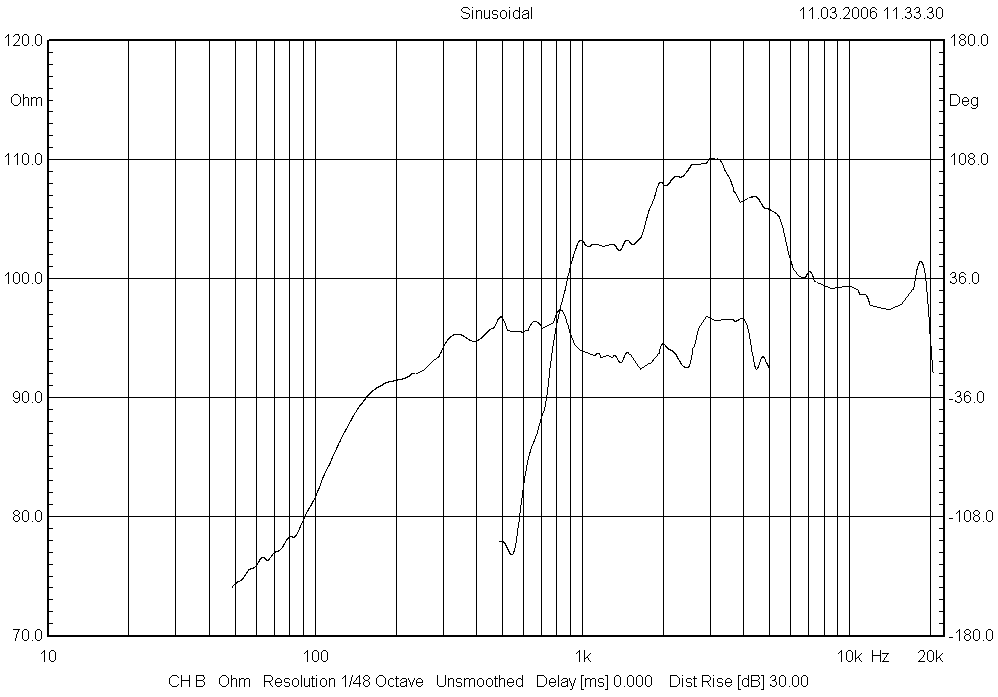 Sinusoidal 11.03.2006 11.33.30
120.0 180.0
Ohm Deg
110.0 108.0
100.0 36.0
90.0 -36.0
80.0 -108.0
70.0 -180.0
10 100 1k 10k Hz 20k
CH B Ohm Resolution 1/48 Octave Unsmoothed Delay [ms] 0.000 Dist Rise [dB] 30.00